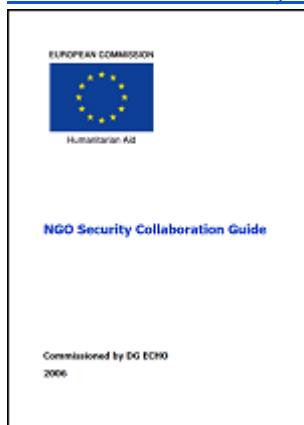 EUROPEAN COMMISSION
Humanitarian Aid
NGO Security Collaboration Guide
Commissioned by DG ECHO
2006